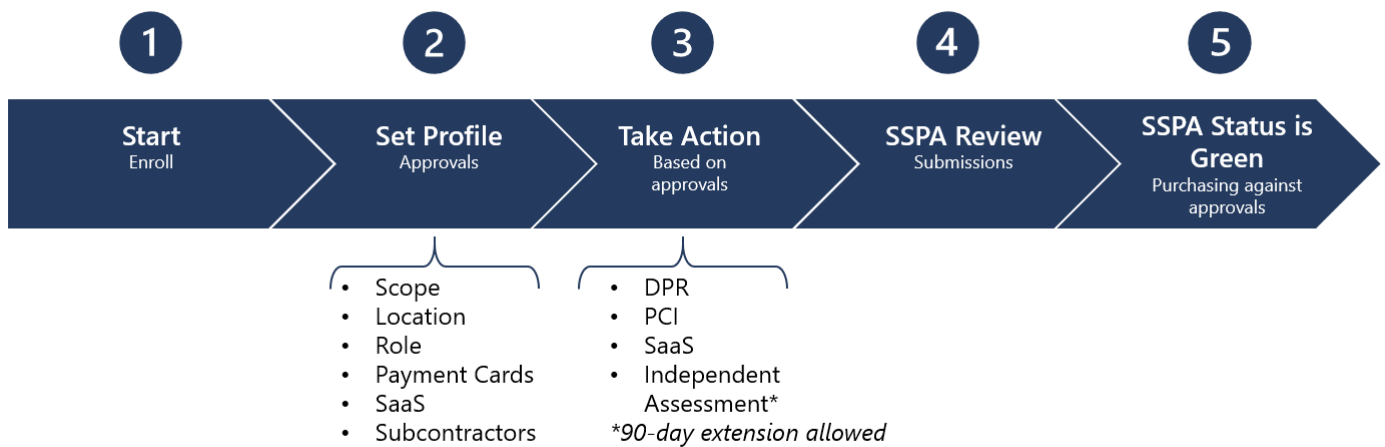 1
2
3
4
5
Start
Enroll
Set Profile
Approvals
Take Action
Based on
approvals
SSPA Review
Submissions
SSPA Status is
Green
Purchasing against
approvals
• Scope
• Location
• Role
• Payment Cards
• SaaS
• Subcontractors
• DPR
• PCI
• SaaS
• Independent
Assessment*
*90-day extension allowed